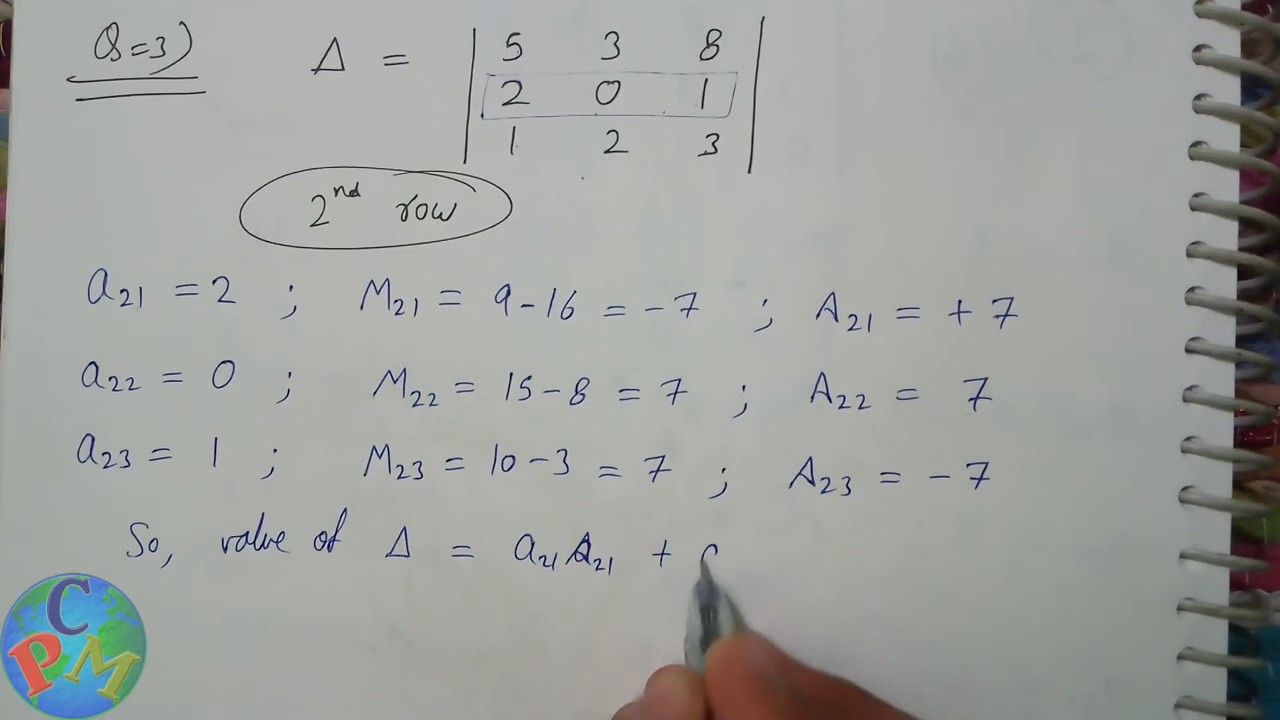 Q=3) Δ = | 5 3 8 |
| 2 0 1 |
| 1 2 3 |
2nd row
a21 = 2 ; M21 = 9-16 = -7 ; A21 = +7
a22 = 0 ; M22 = 15-8 = 7 ; A22 = 7
a23 = 1 ; M23 = 10-3 = 7 ; A23 = -7
So, value of Δ = a21 A21 +
C
P M